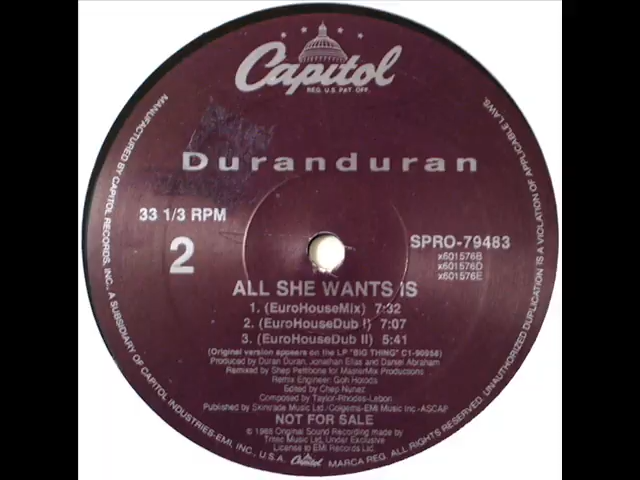 Capitol
REG. U.S. PAT. OFF.
Duranduran
33 1/3 RPM
2
SPRO-79483
x601576B
x601576D
x601576E
ALL SHE WANTS IS
1. (EuroHouseMix) 7:32
2. (EuroHouseDub I) 7:07
3. (EuroHouseDub II) 5:41
(Original version appears on the LP "BIG THING" C1-90958)
Produced by Duran Duran, Jonathan Elias and Daniel Abraham
Remixed by Shep Pettibone for MasterMix Productions
Remix Engineer: Goh Hotoda
Edited by Chep Nunez
Composed by Taylor-Rhodes-Lebon
Published by Skintrade Music Ltd./Colgems-EMI Music Inc.-ASCAP
NOT FOR SALE
℗ 1988 Original Sound Recording made by
Tritec Music Ltd. Under Exclusive
License to EMI Records Ltd.
MANUFACTURED BY CAPITOL RECORDS, INC., A SUBSIDIARY OF CAPITOL INDUSTRIES-EMI, INC., U.S.A. Capitol MARCA REG. ALL RIGHTS RESERVED. UNAUTHORIZED DUPLICATION IS A VIOLATION OF APPLICABLE LAWS.